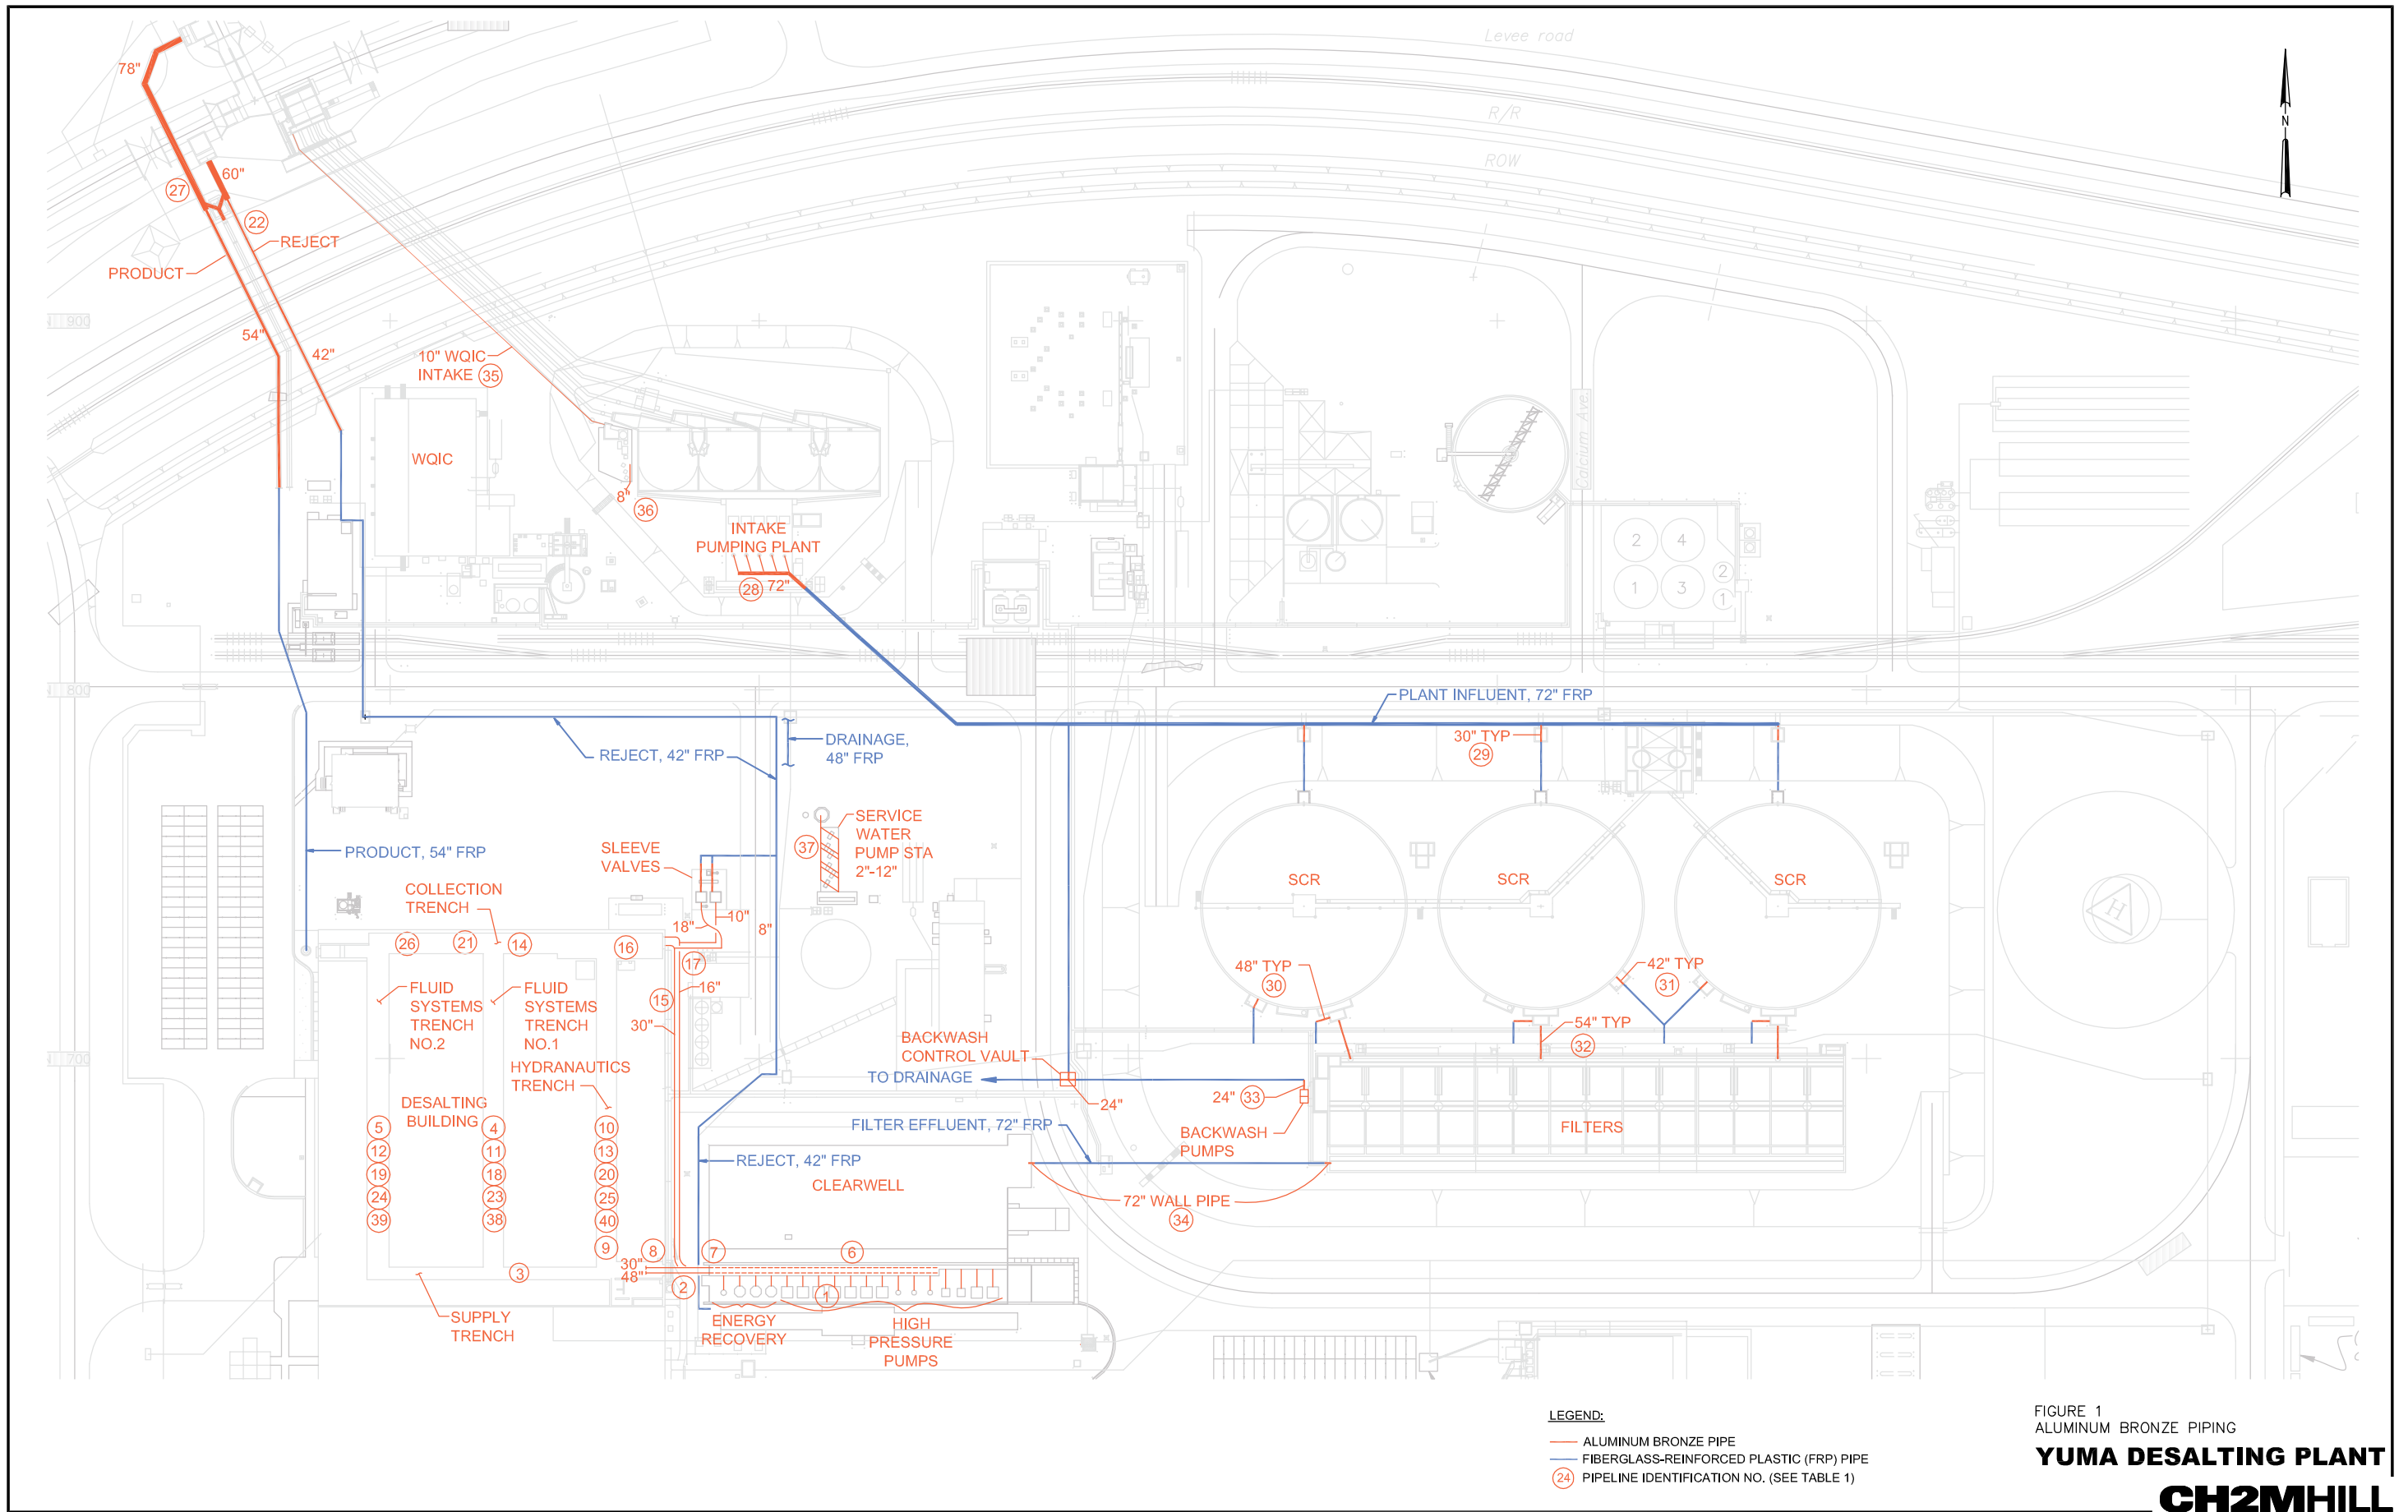 Levee road
R/R
ROW
N
78"
60"
27
22
REJECT
PRODUCT
54"
42"
900
10" WQIC
INTAKE 35
WQIC
8"
36
INTAKE
PUMPING PLANT
28 72"
Calcium Ave.
2 4
1 3
2
1
800
PLANT INFLUENT, 72" FRP
REJECT, 42" FRP
DRAINAGE,
48" FRP
30" TYP
29
SERVICE
WATER
PUMP STA
2"-12"
37
SLEEVE
VALVES
PRODUCT, 54" FRP
COLLECTION
TRENCH
SCR
SCR
SCR
H
18"
10"
8"
26
21
14
16
17
15
16"
30"
FLUID
SYSTEMS
TRENCH
NO.2
FLUID
SYSTEMS
TRENCH
NO.1
48" TYP
30
42" TYP
31
54" TYP
32
700
BACKWASH
CONTROL VAULT
HYDRANAUTICS
TRENCH
TO DRAINAGE
24"
24" 33
DESALTING
BUILDING
5
12
19
24
39
4
11
18
23
38
10
13
20
25
40
9
FILTER EFFLUENT, 72" FRP
BACKWASH
PUMPS
FILTERS
REJECT, 42" FRP
CLEARWELL
72" WALL PIPE
34
8
7
6
30"
48"
3
2
1
SUPPLY
TRENCH
ENERGY
RECOVERY
HIGH
PRESSURE
PUMPS
LEGEND:
ALUMINUM BRONZE PIPE
FIBERGLASS-REINFORCED PLASTIC (FRP) PIPE
24 PIPELINE IDENTIFICATION NO. (SEE TABLE 1)
FIGURE 1
ALUMINUM BRONZE PIPING
YUMA DESALTING PLANT
CH2MHILL